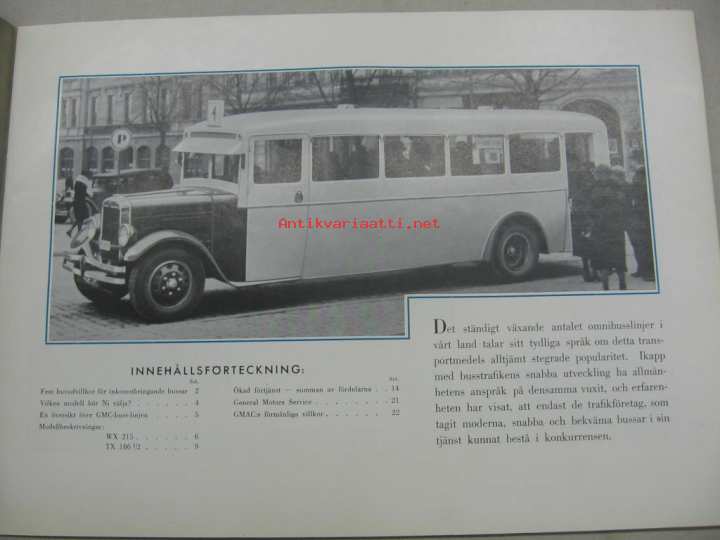 4
P
Antikvariaatti.net
INNEHÅLLSFÖRTECKNING:
Sid.
Fem huvudvillkor för inkomstbringande bussar 2
Vilken modell bör Ni välja? . . . . . . 4
En översikt över GMC-buss-linjen . . . . 5
Modellbeskrivningar:
WX 215 . . . . . . 6
TX 166 1/2 . . . . . 8
Sid.
Ökad förtjänst — summan av fördelarna . 14
General Motors Service . . . . . . . . 21
GMAC:s förmånliga villkor . . . . . . 22
Det ständigt växande antalet omnibusslinjer i
vårt land talar sitt tydliga språk om detta trans-
portmedels alltjämt stegrade popularitet. Ikapp
med busstrafikens snabba utveckling ha allmän-
hetens anspråk på densamma vuxit, och erfaren-
heten har visat, att endast de trafikföretag, som
tagit moderna, snabba och bekväma bussar i sin
tjänst kunnat bestå i konkurrensen.